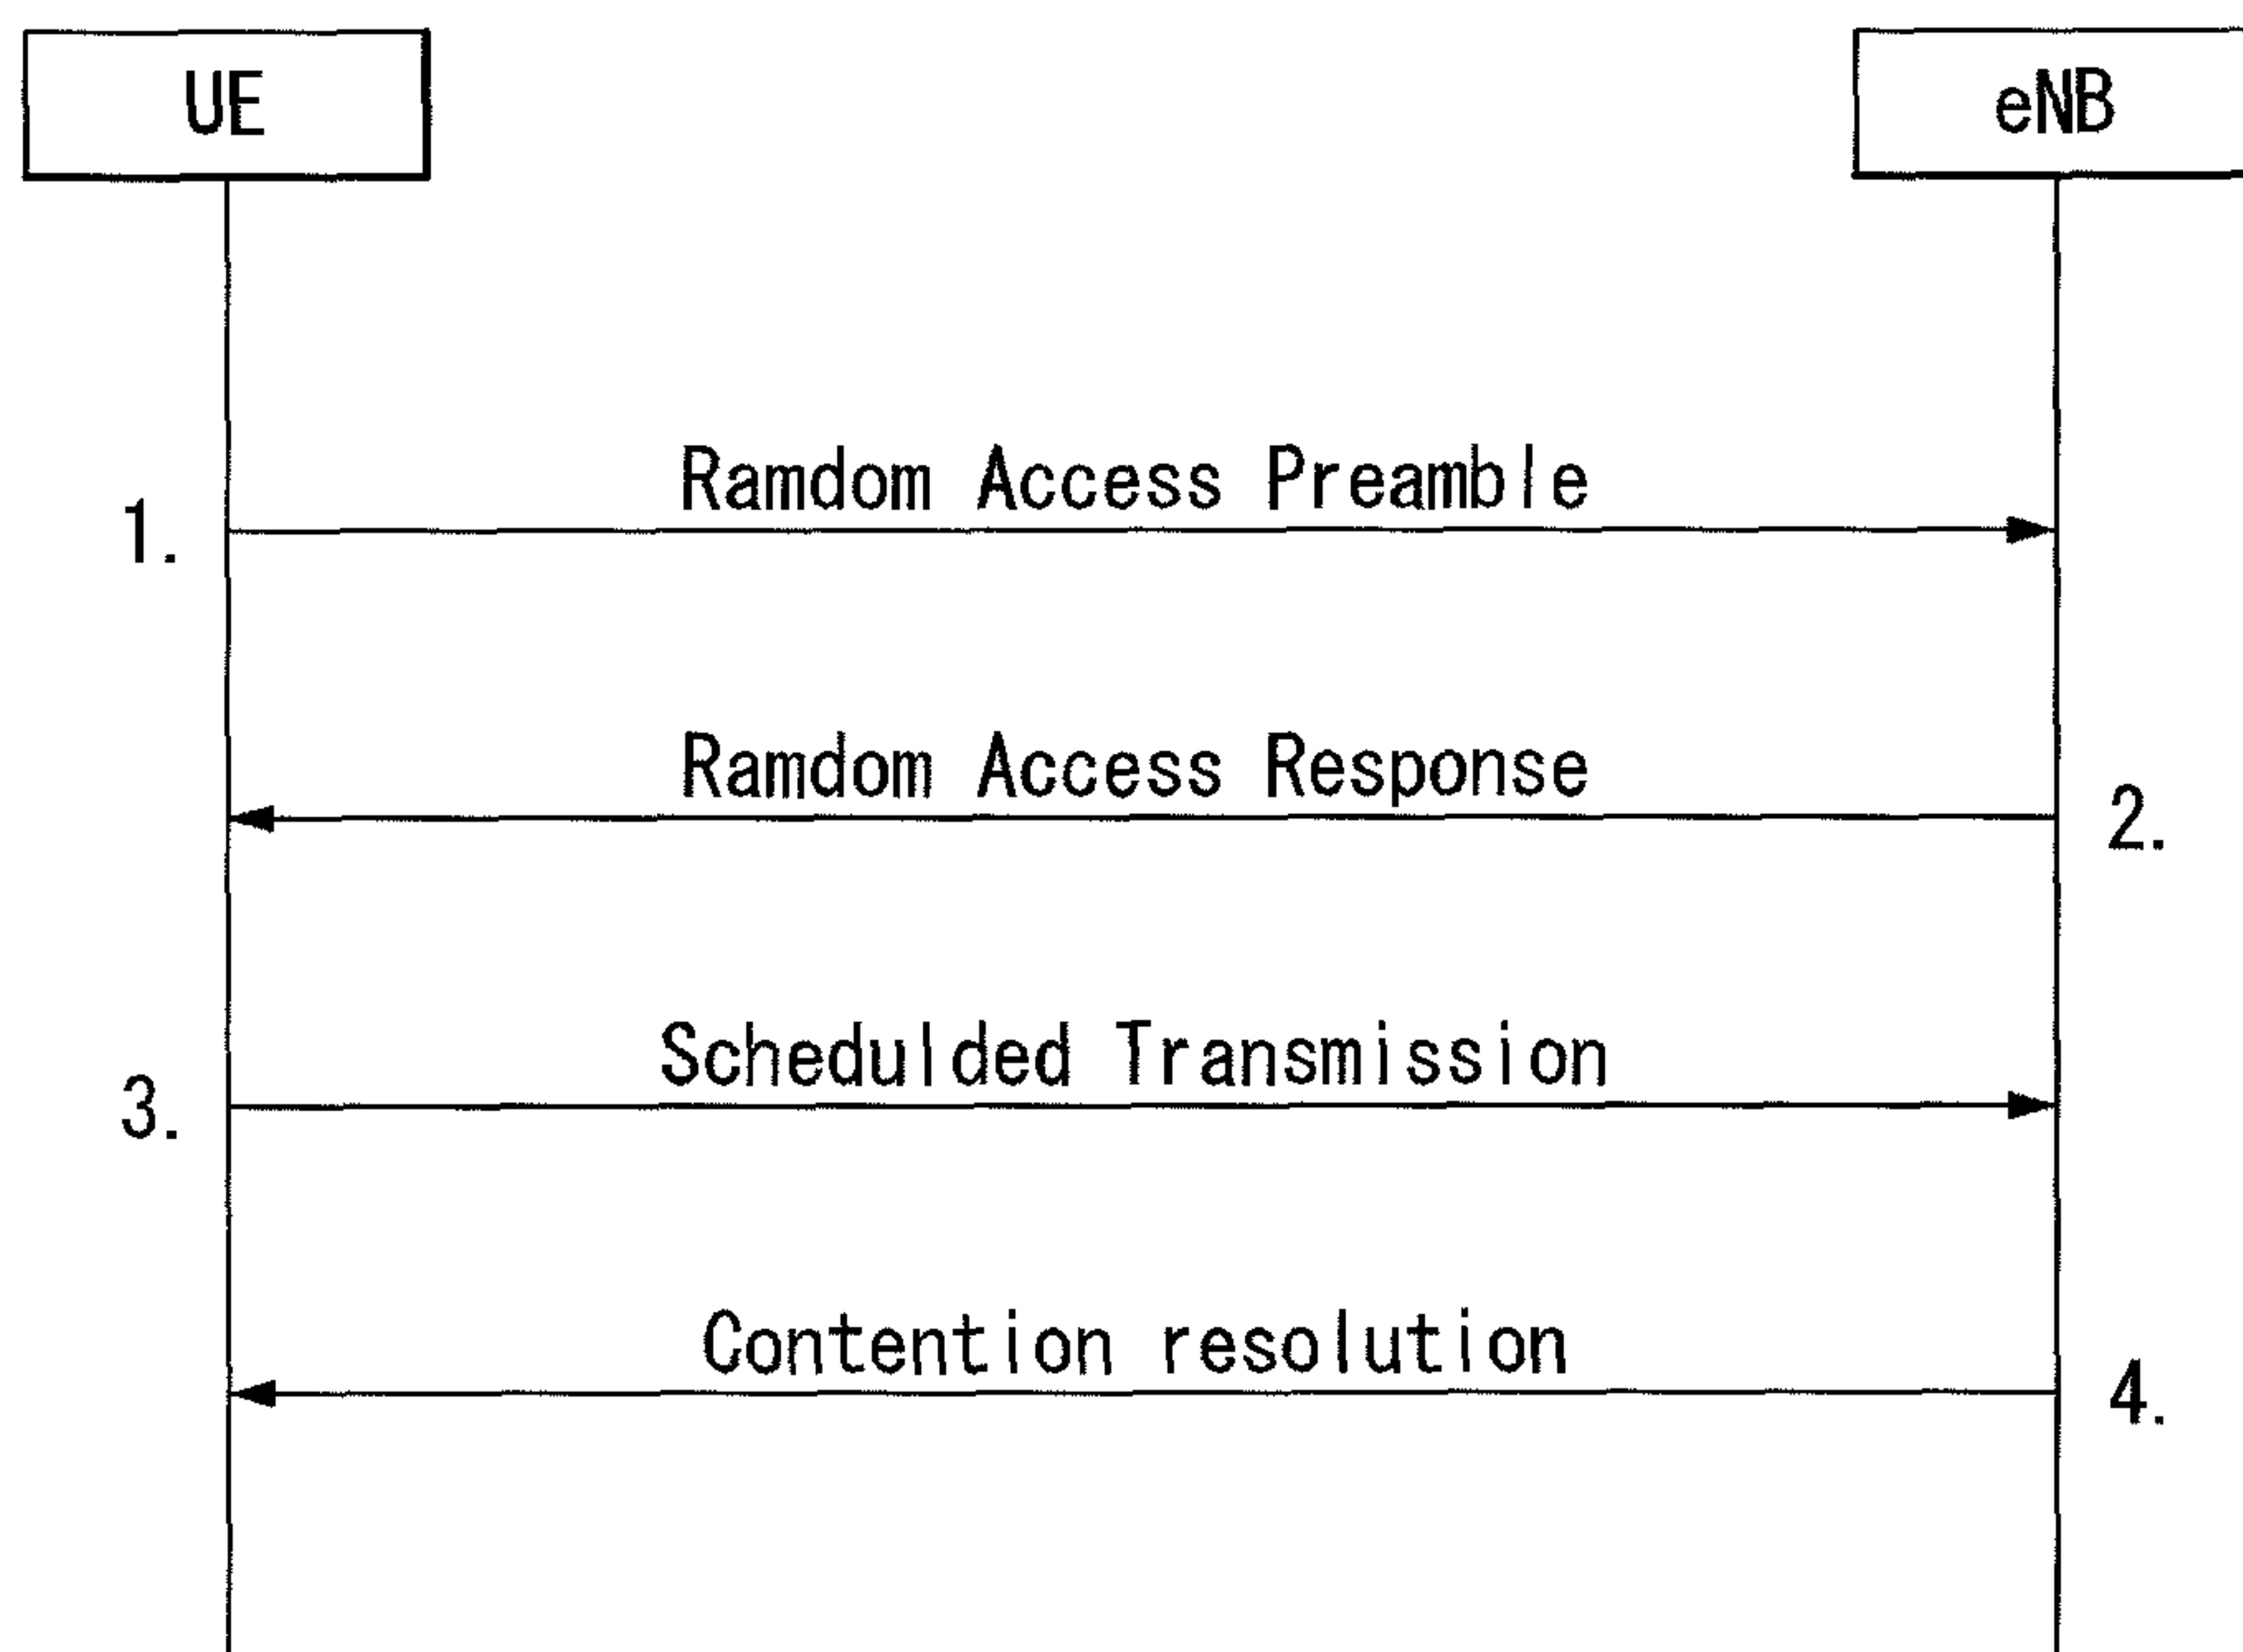 UE
eNB
Ramdom Access Preamble
1.
Ramdom Access Response
2.
Schedulded Transmission
3.
Contention resolution
4.